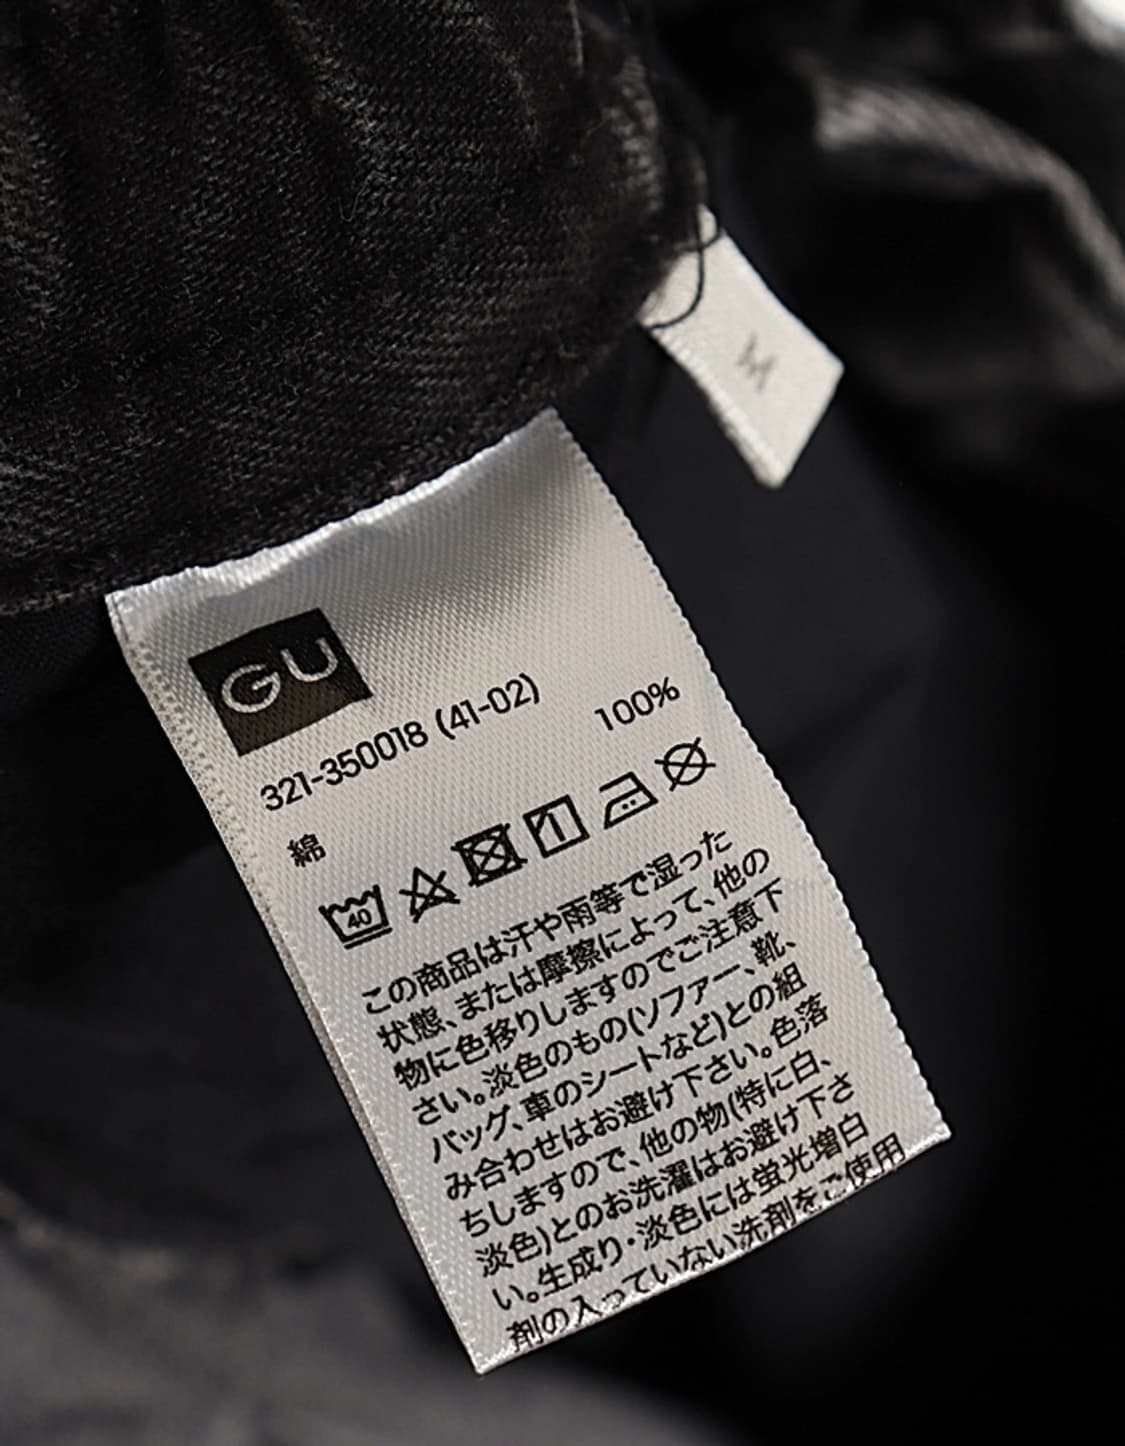 M
GU
321-350018 (41-02)
綿 100%
40
この商品は汗や雨等で湿った
状態、または摩擦によって、他の
物に色移りしますのでご注意下
さい。淡色のもの(ソファー、靴、
バッグ、車のシートなど)との組
み合わせはお避け下さい。色落
ちしますので、他の物(特に白、
淡色)とのお洗濯はお避け下さ
い。生成り・淡色には蛍光増白
剤の入っていない洗剤をご使用